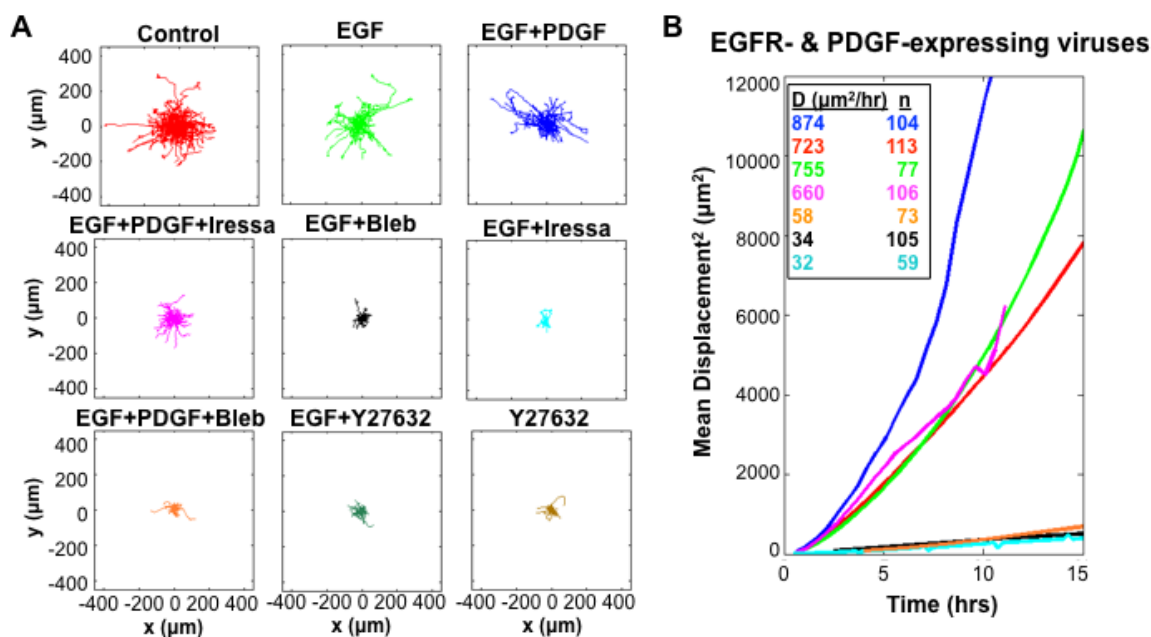 A
Control
EGF
EGF+PDGF
400
200
0
-200
-400
y (µm)
EGF+PDGF+Iressa
EGF+Bleb
EGF+Iressa
400
200
0
-200
-400
y (µm)
EGF+PDGF+Bleb
EGF+Y27632
Y27632
400
200
0
-200
-400
y (µm)
-400 -200 0 200 400
-400 -200 0 200 400
-400 -200 0 200 400
x (µm)
x (µm)
x (µm)
B
EGFR- & PDGF-expressing viruses
D (µm²/hr) n
874 104
723 113
755 77
660 106
58 73
34 105
32 59
12000
10000
8000
6000
4000
2000
0
Mean Displacement² (µm²)
0 5 10 15
Time (hrs)